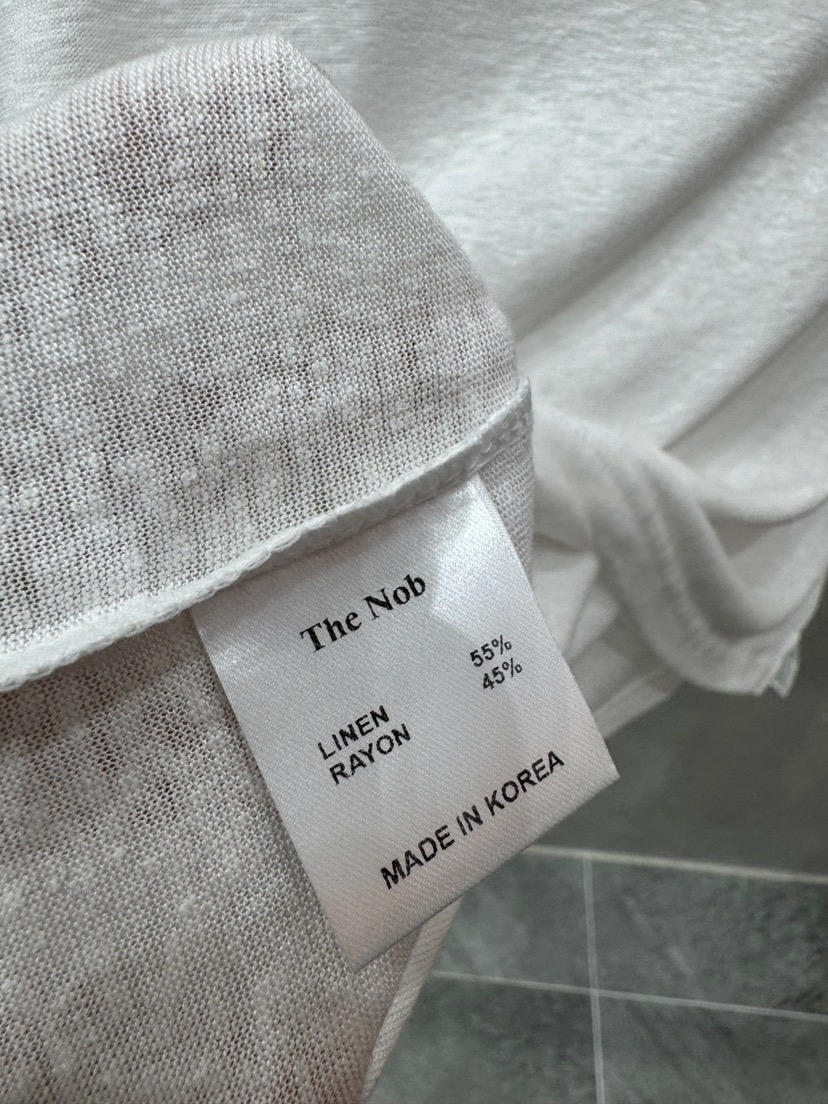 The Nob
LINEN 55%
RAYON 45%
MADE IN KOREA